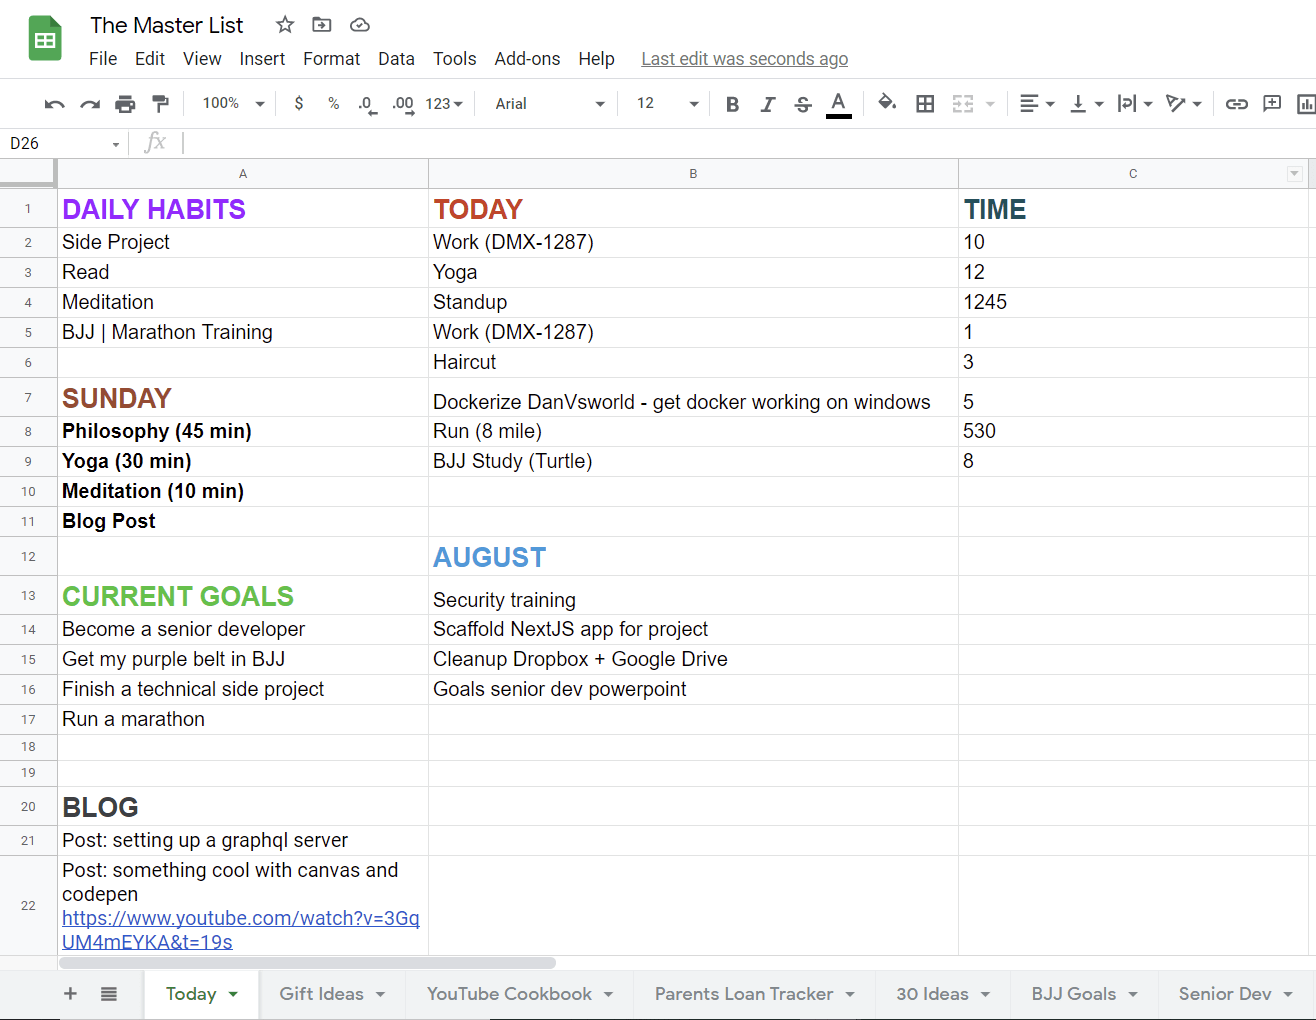 The Master List
File Edit View Insert Format Data Tools Add-ons Help Last edit was seconds ago
100% $ % .0 .00 123 Arial 12 B I S A
D26 fx
A B C
1 DAILY HABITS TODAY TIME
2 Side Project Work (DMX-1287) 10
3 Read Yoga 12
4 Meditation Standup 1245
5 BJJ | Marathon Training Work (DMX-1287) 1
6 Haircut 3
7 SUNDAY Dockerize DanVsworld - get docker working on windows 5
8 Philosophy (45 min) Run (8 mile) 530
9 Yoga (30 min) BJJ Study (Turtle) 8
10 Meditation (10 min)
11 Blog Post
12 AUGUST
13 CURRENT GOALS Security training
14 Become a senior developer Scaffold NextJS app for project
15 Get my purple belt in BJJ Cleanup Dropbox + Google Drive
16 Finish a technical side project Goals senior dev powerpoint
17 Run a marathon
18
19
20 BLOG
21 Post: setting up a graphql server
22 Post: something cool with canvas and
codepen
https://www.youtube.com/watch?v=3Gq
UM4mEYKA&t=19s
+ Today Gift Ideas YouTube Cookbook Parents Loan Tracker 30 Ideas BJJ Goals Senior Dev